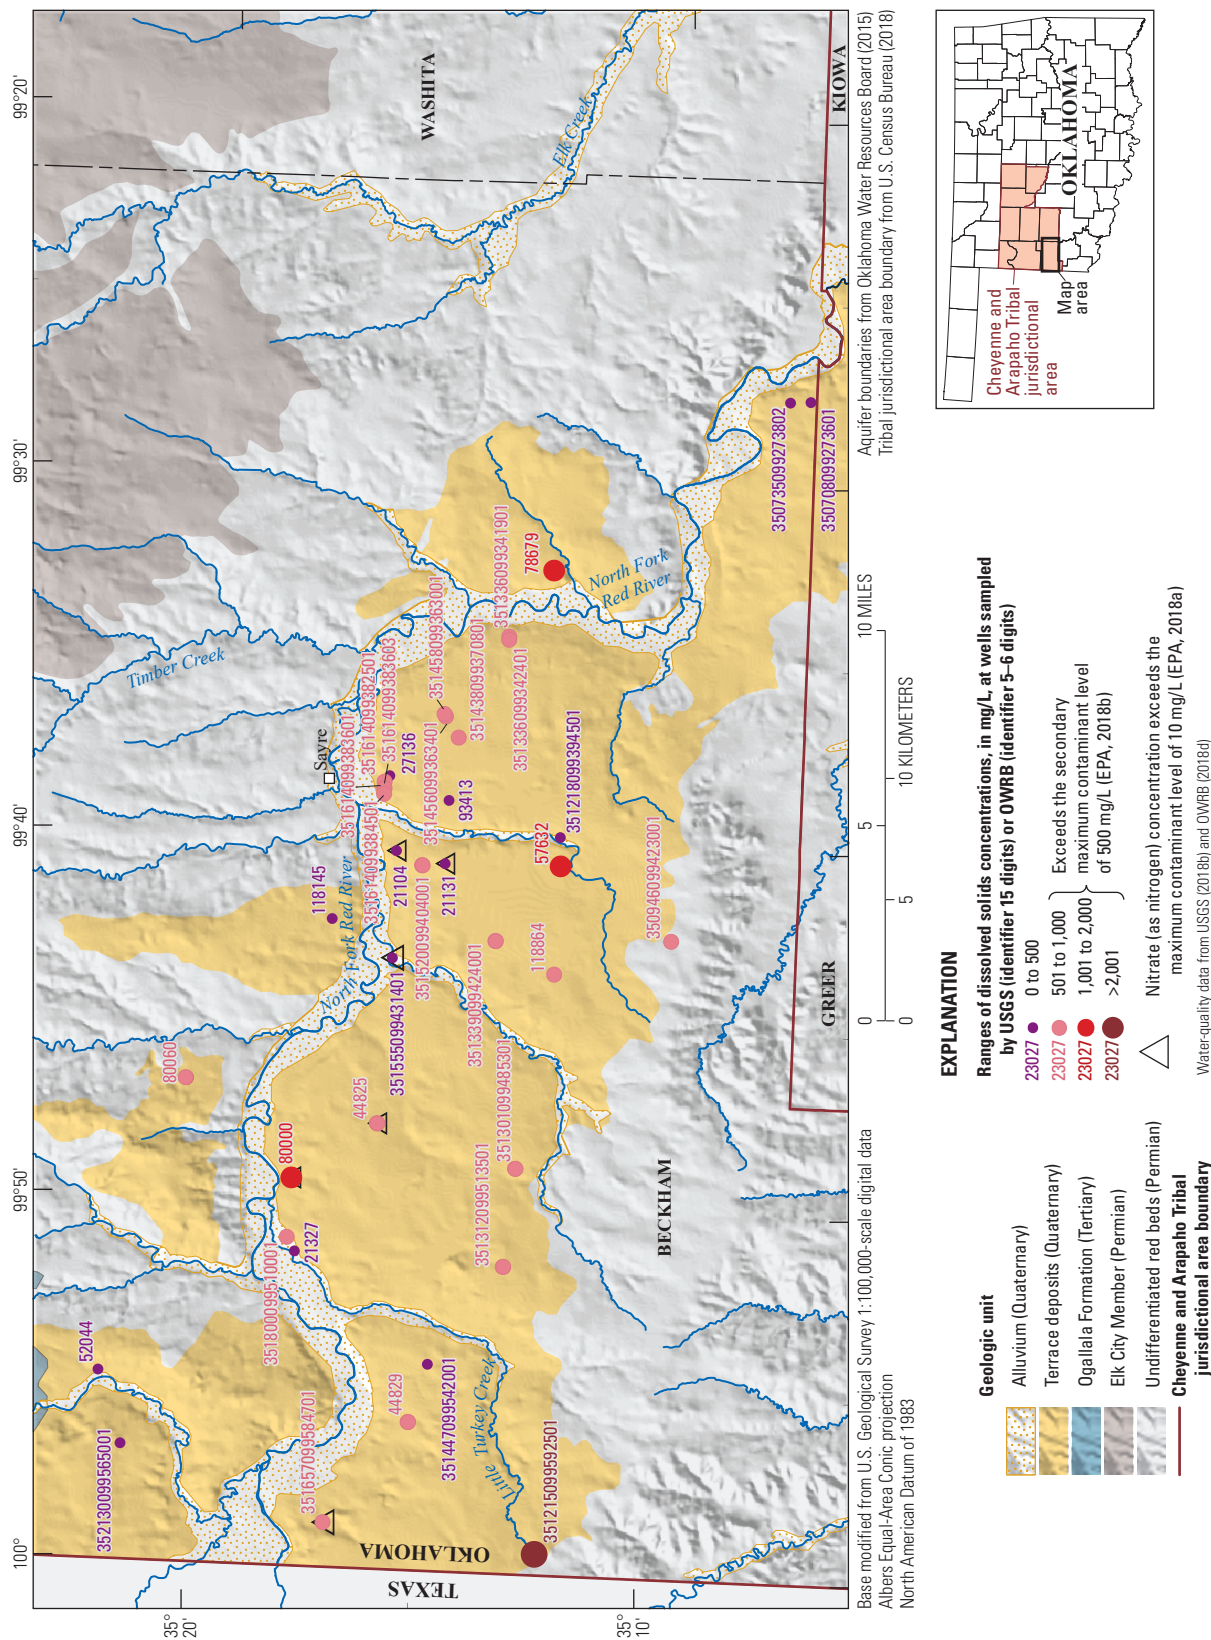 99°20'
99°30'
99°40'
99°50'
100°
35°
20'
35°
10'
WASHITA
KIOWA
GREER
BECKHAM
OKLAHOMA
TEXAS
Elk Creek
Timber Creek
Sayre
North Fork
Red River
North Fork Red River
Little Turkey Creek
352130099565001
52044
351657099584701
44829
351447099542001
351215099592501
351800099510001
21327
80000
80060
44825
351312099513501
351301099485301
351555099431401
118145
351339099424001
118864
350946099423001
351520099404001
21104
21131
351614099384501
351614099383601
351614099382501
351614099383603
27136
93413
351456099363401
351458099363001
351438099370801
351336099342401
351336099341901
78679
57632
351218099394501
350735099273802
350708099273601
Base modified from U.S. Geological Survey 1:100,000-scale digital data
Albers Equal-Area Conic projection
North American Datum of 1983
0 5 10 MILES
0 5 10 KILOMETERS
Aquifer boundaries from Oklahoma Water Resources Board (2015)
Tribal jurisdictional area boundary from U.S. Census Bureau (2018)
EXPLANATION
Geologic unit
Alluvium (Quaternary)
Terrace deposits (Quaternary)
Ogallala Formation (Tertiary)
Elk City Member (Permian)
Undifferentiated red beds (Permian)
Cheyenne and Arapaho Tribal
jurisdictional area boundary
Ranges of dissolved solids concentrations, in mg/L, at wells sampled
by USGS (identifier 15 digits) or OWRB (identifier 5–6 digits)
23027 0 to 500
23027 501 to 1,000
23027 1,001 to 2,000
23027 >2,001
Exceeds the secondary
maximum contaminant level
of 500 mg/L (EPA, 2018b)
Nitrate (as nitrogen) concentration exceeds the
maximum contaminant level of 10 mg/L (EPA, 2018a)
Water-quality data from USGS (2018b) and OWRB (2018d)
OKLAHOMA
Cheyenne and
Arapaho Tribal
jurisdictional
area
Map
area